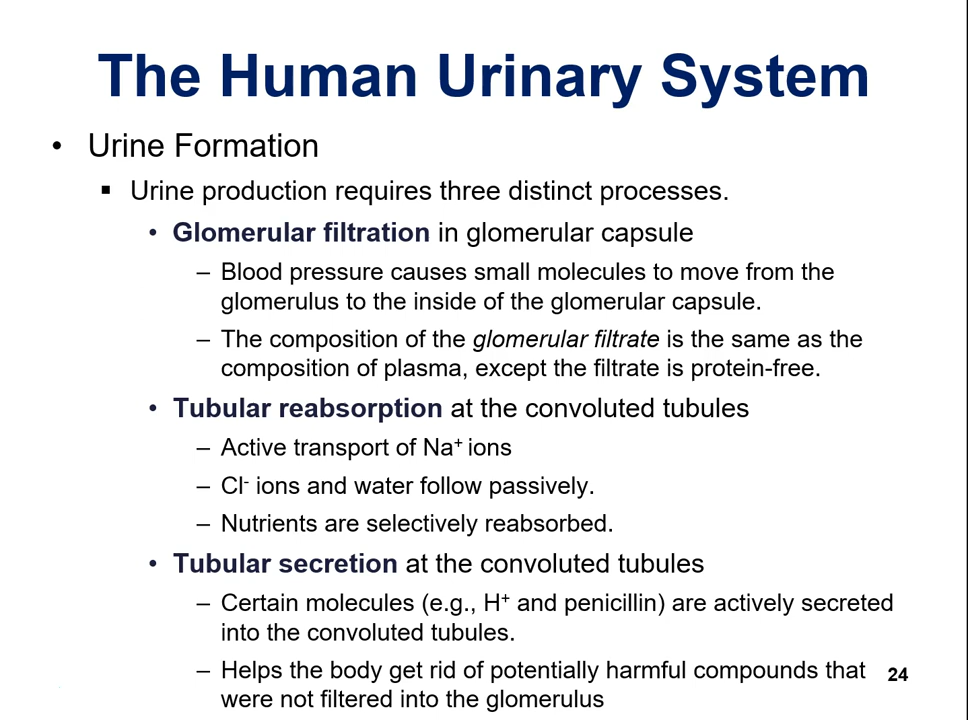 The Human Urinary System
• Urine Formation
▪ Urine production requires three distinct processes.
• Glomerular filtration in glomerular capsule
– Blood pressure causes small molecules to move from the
glomerulus to the inside of the glomerular capsule.
– The composition of the glomerular filtrate is the same as the
composition of plasma, except the filtrate is protein-free.
• Tubular reabsorption at the convoluted tubules
– Active transport of Na⁺ ions
– Cl⁻ ions and water follow passively.
– Nutrients are selectively reabsorbed.
• Tubular secretion at the convoluted tubules
– Certain molecules (e.g., H⁺ and penicillin) are actively secreted
into the convoluted tubules.
– Helps the body get rid of potentially harmful compounds that
were not filtered into the glomerulus
24